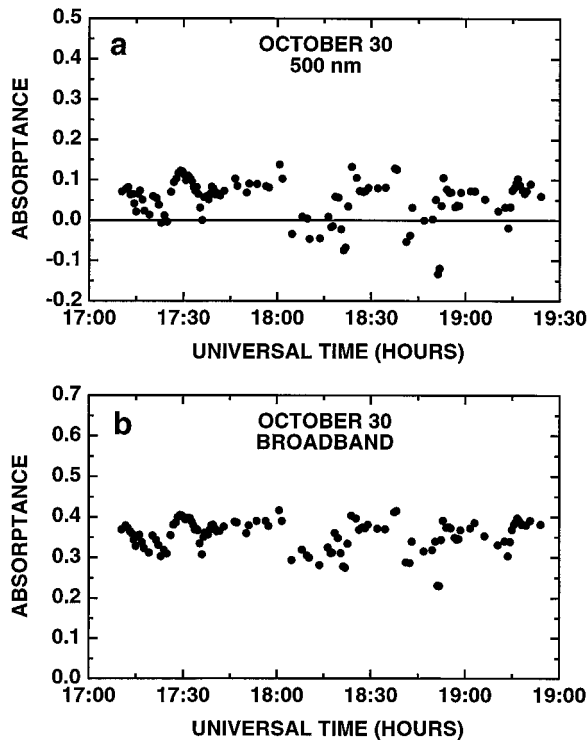 a
OCTOBER 30
500 nm
ABSORPTANCE
0.5
0.4
0.3
0.2
0.1
0.0
-0.1
-0.2
17:00 17:30 18:00 18:30 19:00 19:30
UNIVERSAL TIME (HOURS)
b
OCTOBER 30
BROADBAND
ABSORPTANCE
0.7
0.6
0.5
0.4
0.3
0.2
0.1
0.0
17:00 17:30 18:00 18:30 19:00 19:00
UNIVERSAL TIME (HOURS)